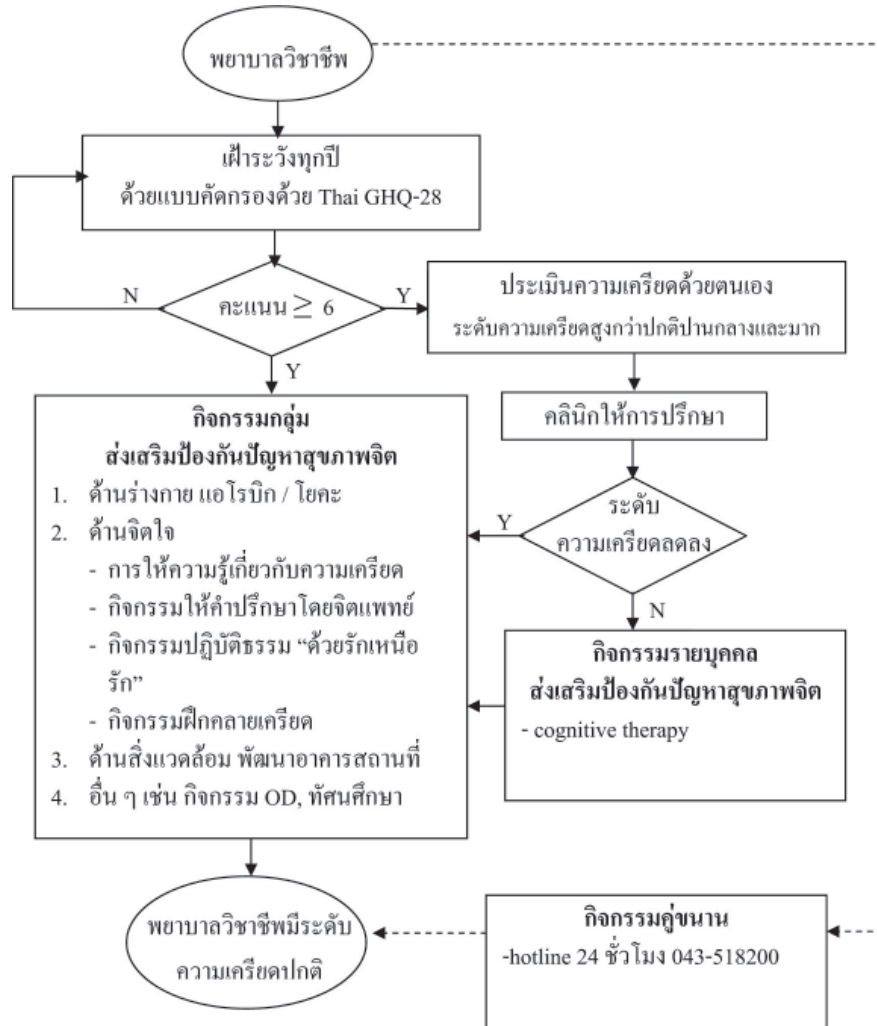 พยาบาลวิชาชีพ
เฝ้าระวังทุกปี
ด้วยแบบคัดกรองด้วย Thai GHQ-28
N
คะแนน ≥ 6
Y
ประเมินความเครียดด้วยตนเอง
ระดับความเครียดสูงกว่าปกติปานกลางและมาก
Y
คลินิกให้การปรึกษา
กิจกรรมกลุ่ม
ส่งเสริมป้องกันปัญหาสุขภาพจิต
1. ด้านร่างกาย แอโรบิก / โยคะ
2. ด้านจิตใจ
- การให้ความรู้เกี่ยวกับความเครียด
- กิจกรรมให้คำปรึกษาโดยจิตแพทย์
- กิจกรรมปฏิบัติธรรม “ด้วยรักเหนือ
รัก”
- กิจกรรมฝึกคลายเครียด
3. ด้านสิ่งแวดล้อม พัฒนาอาคารสถานที่
4. อื่น ๆ เช่น กิจกรรม OD, ทัศนศึกษา
Y
ระดับ
ความเครียดลดลง
N
กิจกรรมรายบุคคล
ส่งเสริมป้องกันปัญหาสุขภาพจิต
- cognitive therapy
พยาบาลวิชาชีพมีระดับ
ความเครียดปกติ
กิจกรรมคู่ขนาน
-hotline 24 ชั่วโมง 043-518200